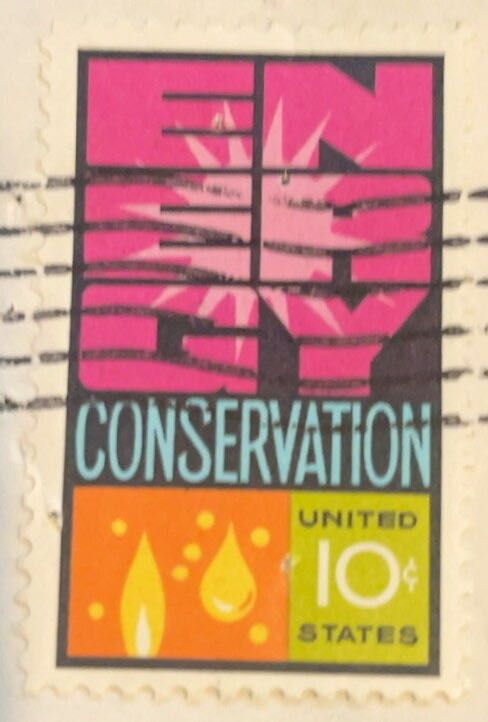 EN
ER
GY
CONSERVATION
UNITED
10¢
STATES